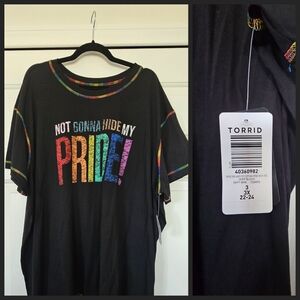 NOT GONNA HIDE MY
PRIDE!
TORRID
40360982
3
3X
22-24